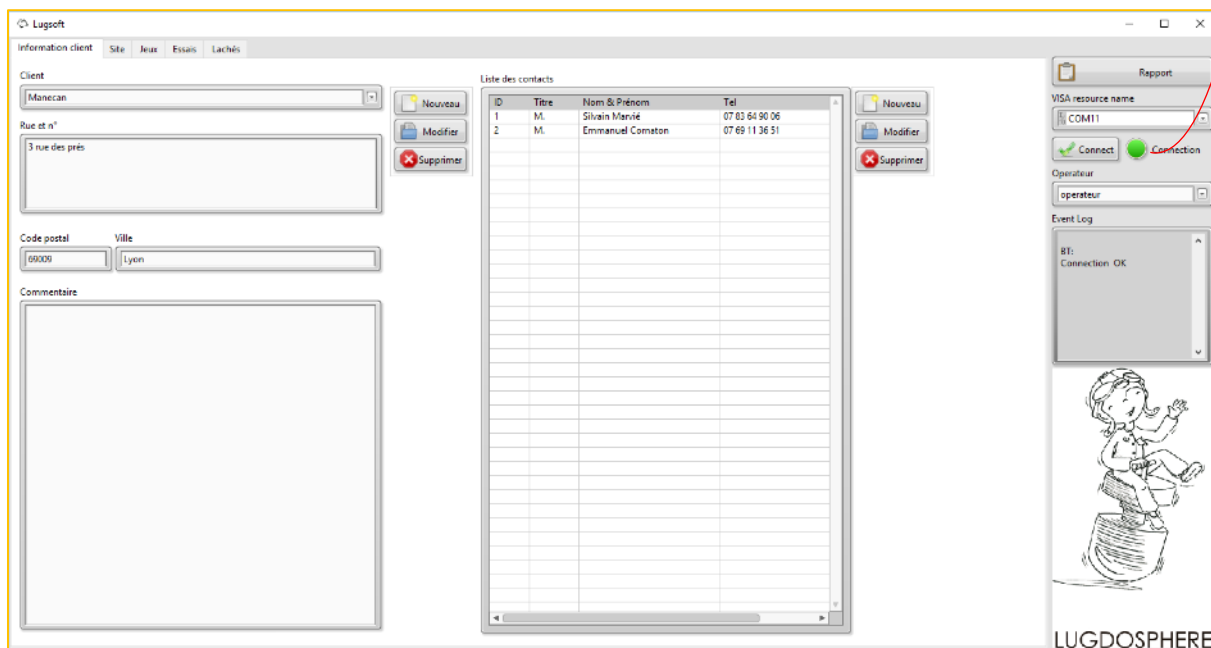 Lugsoft
Information client Site Jeux Essais Lachés
Client
Manecan
Rue et n°
3 rue des prés
Code postal Ville
69009 Lyon
Commentaire
Nouveau
Modifier
Supprimer
Liste des contacts
ID Titre Nom & Prénom Tel
1 M. Silvain Marvié 07 83 64 90 06
2 M. Emmanuel Comaton 07 69 11 36 51
Nouveau
Modifier
Supprimer
Rapport
VISA resource name
COM11
Connect Connection
Operateur
operateur
Event Log
BT:
Connection OK
LUGDOSPHERE